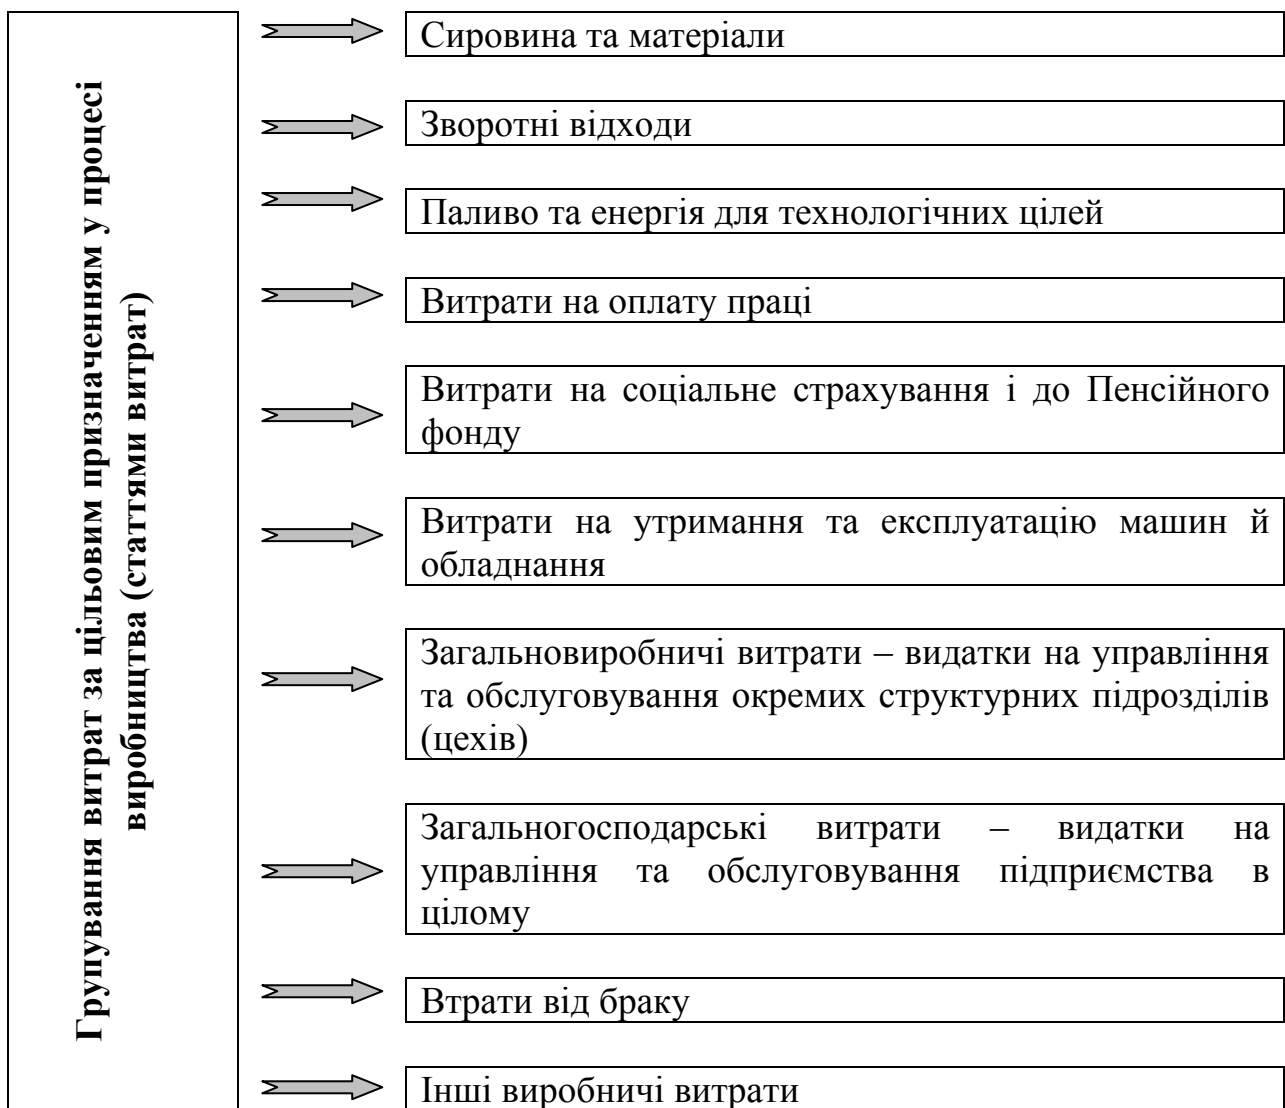 Групування витрат за цільовим призначенням у процесі
виробництва (статтями витрат)
Сировина та матеріали
Зворотні відходи
Паливо та енергія для технологічних цілей
Витрати на оплату праці
Витрати на соціальне страхування і до Пенсійного
фонду
Витрати на утримання та експлуатацію машин й
обладнання
Загальновиробничі витрати – видатки на управління
та обслуговування окремих структурних підрозділів
(цехів)
Загальногосподарські витрати – видатки на
управління та обслуговування підприємства в
цілому
Втрати від браку
Інші виробничі витрати